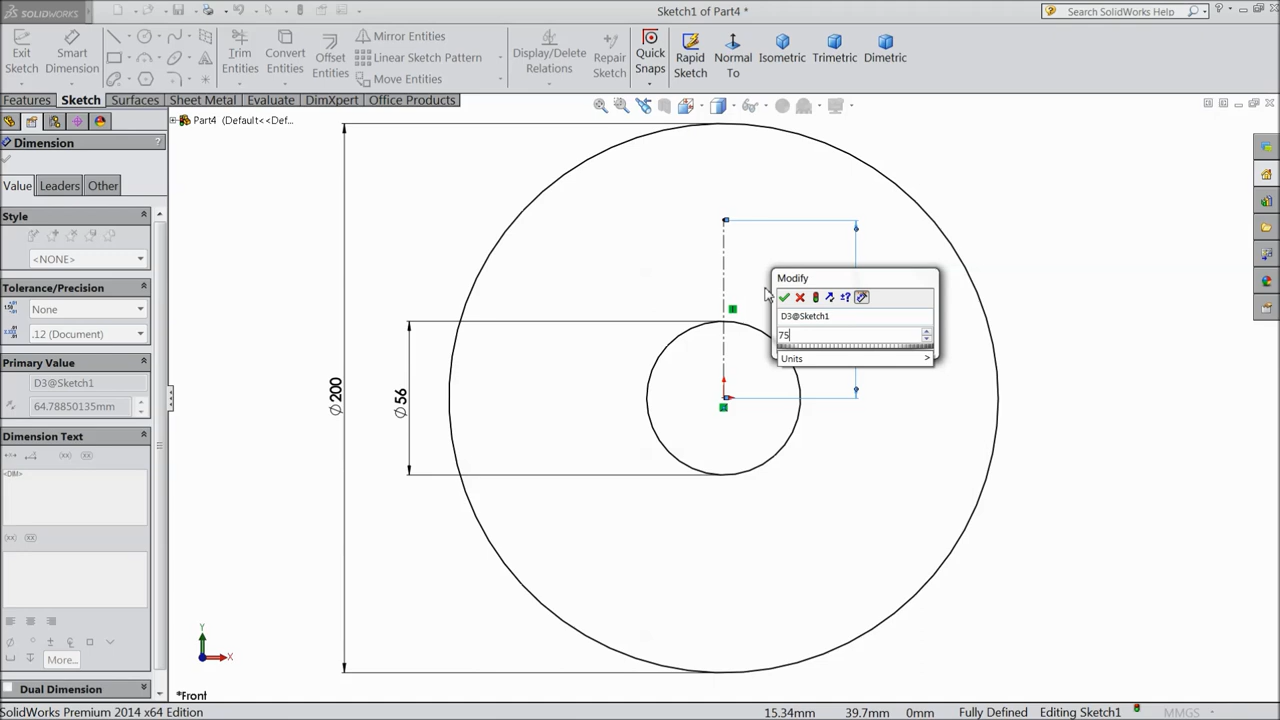 SOLIDWORKS
Sketch1 of Part4 *
Search SolidWorks Help
Exit Sketch
Smart Dimension
Trim Entities
Convert Entities
Offset Entities
Mirror Entities
Linear Sketch Pattern
Move Entities
Display/Delete Relations
Repair Sketch
Quick Snaps
Rapid Sketch
Normal To
Isometric
Trimetric
Dimetric
Features
Sketch
Surfaces
Sheet Metal
Evaluate
DimXpert
Office Products
Part4 (Default<<Def...
Dimension
?
Value
Leaders
Other
Style
<NONE>
Tolerance/Precision
None
.12 (Document)
Primary Value
D3@Sketch1
64.78850135mm
Dimension Text
<DIM>
More...
Dual Dimension
Ø200
Ø56
Modify
D3@Sketch1
75
Units >
Y
X
*Front
SolidWorks Premium 2014 x64 Edition
15.34mm
39.7mm
0mm
Fully Defined
Editing Sketch1
MMGS